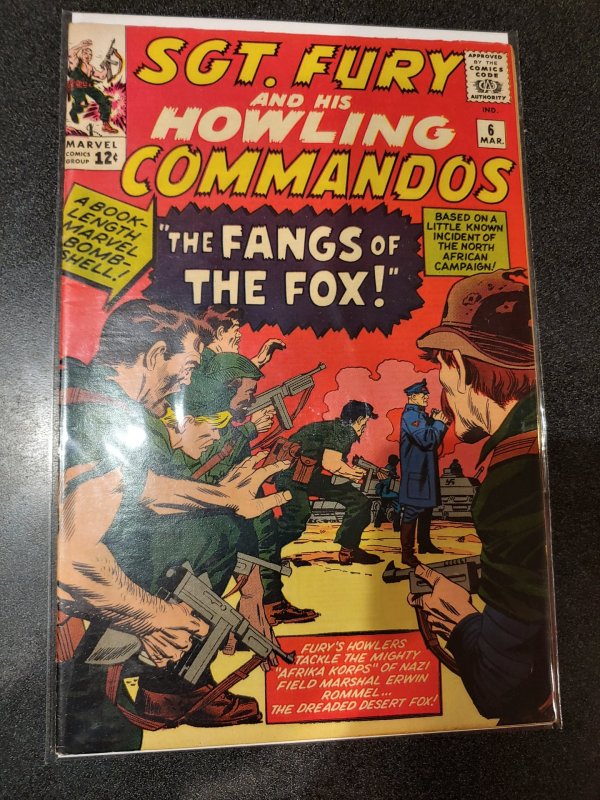 SGT. FURY
AND HIS
HOWLING
COMMANDOS
MARVEL
COMICS
GROUP 12¢
APPROVED
BY THE
COMICS
CODE
CA
AUTHORITY
IND.
6
MAR.
A BOOK-
LENGTH
MARVEL
BOMB-
SHELL!
"THE FANGS OF
THE FOX!"
BASED ON A
LITTLE KNOWN
INCIDENT OF
THE NORTH
AFRICAN
CAMPAIGN!
FURY'S HOWLERS
TACKLE THE MIGHTY
"AFRIKA KORPS" OF NAZI
FIELD MARSHAL ERWIN
ROMMEL...
THE DREADED DESERT FOX!